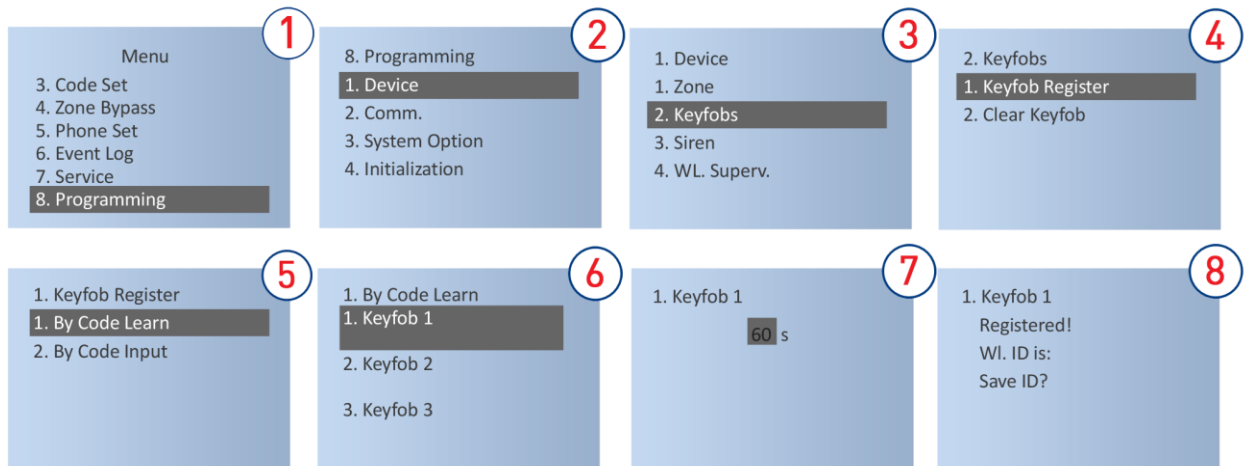 1
Menu
3. Code Set
4. Zone Bypass
5. Phone Set
6. Event Log
7. Service
8. Programming
2
8. Programming
1. Device
2. Comm.
3. System Option
4. Initialization
3
1. Device
1. Zone
2. Keyfobs
3. Siren
4. WL. Superv.
4
2. Keyfobs
1. Keyfob Register
2. Clear Keyfob
5
1. Keyfob Register
1. By Code Learn
2. By Code Input
6
1. By Code Learn
1. Keyfob 1
2. Keyfob 2
3. Keyfob 3
7
1. Keyfob 1
60 s
8
1. Keyfob 1
Registered!
Wl. ID is:
Save ID?